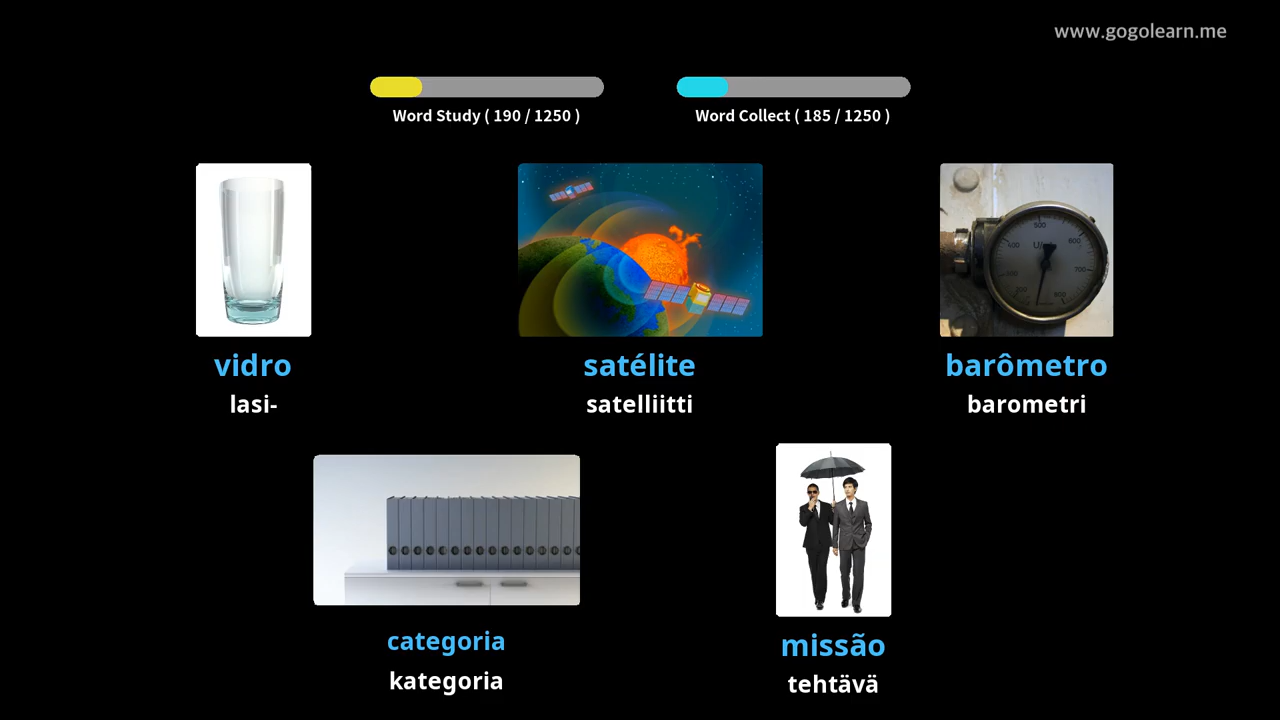 www.gogolearn.me
Word Study ( 190 / 1250 )
Word Collect ( 185 / 1250 )
vidro
lasi-
satélite
satelliitti
barômetro
barometri
categoria
kategoria
missão
tehtävä